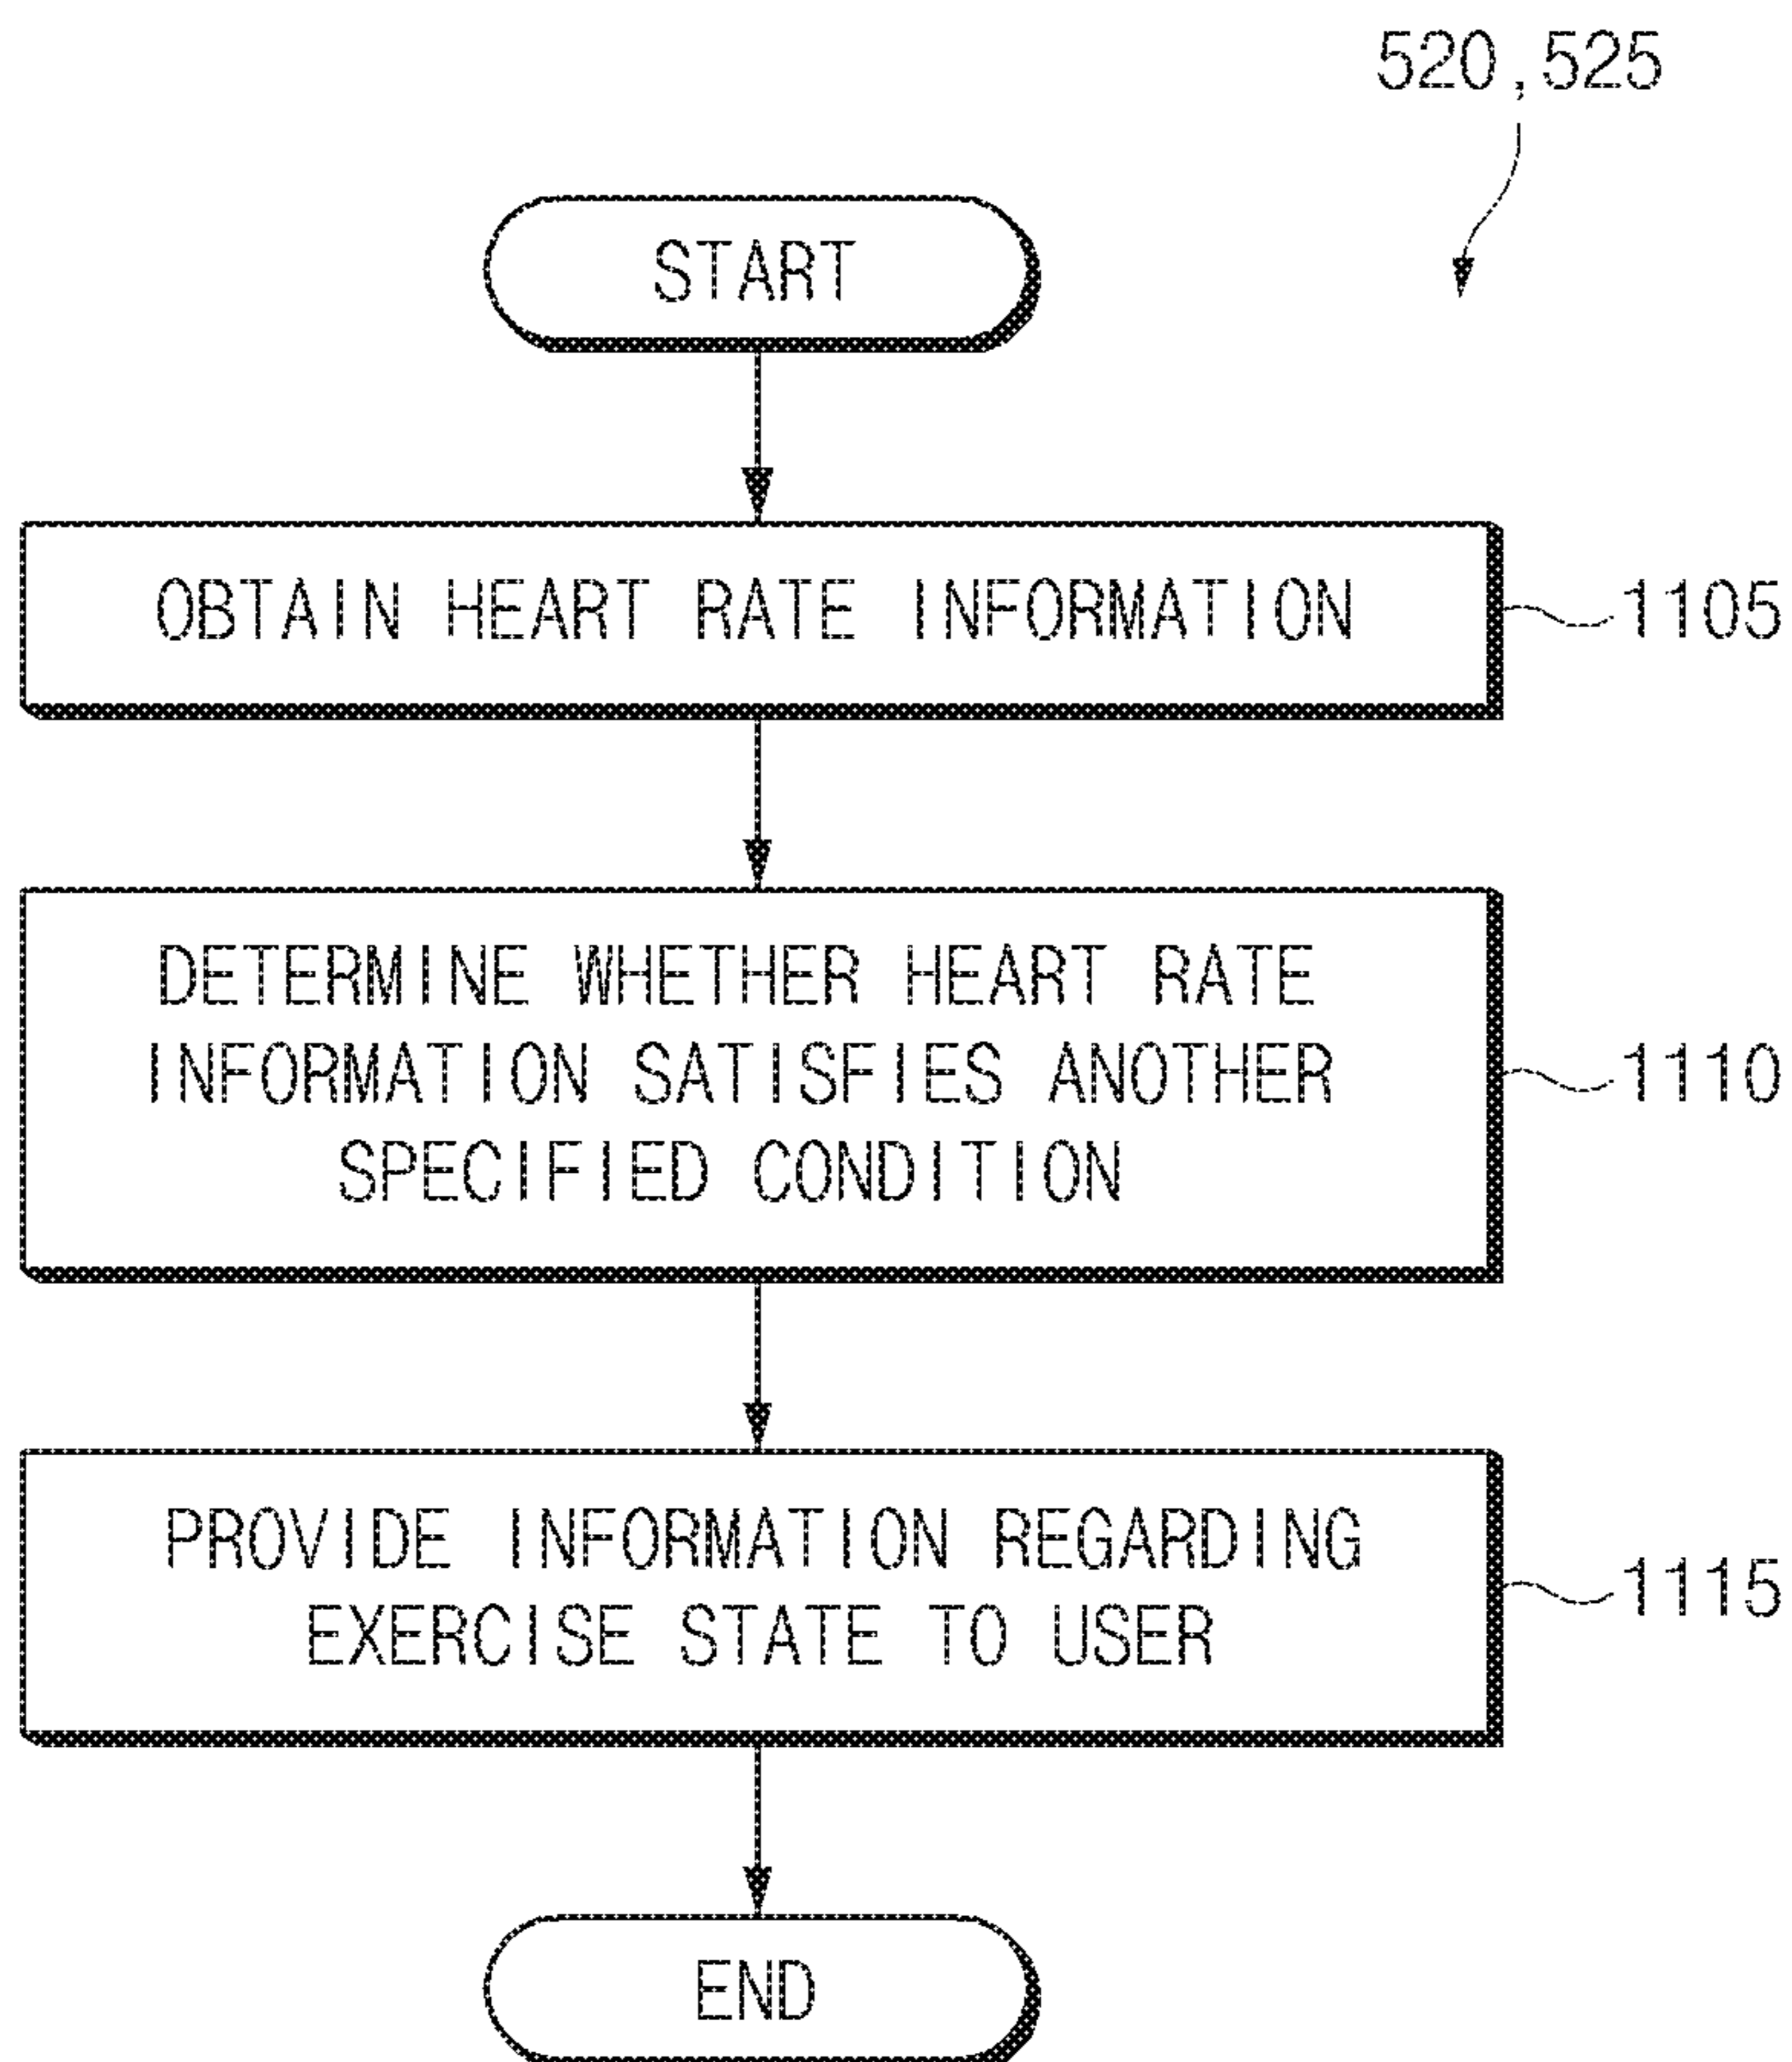 520,525
START
OBTAIN HEART RATE INFORMATION
1105
DETERMINE WHETHER HEART RATE
INFORMATION SATISFIES ANOTHER
SPECIFIED CONDITION
1110
PROVIDE INFORMATION REGARDING
EXERCISE STATE TO USER
1115
END